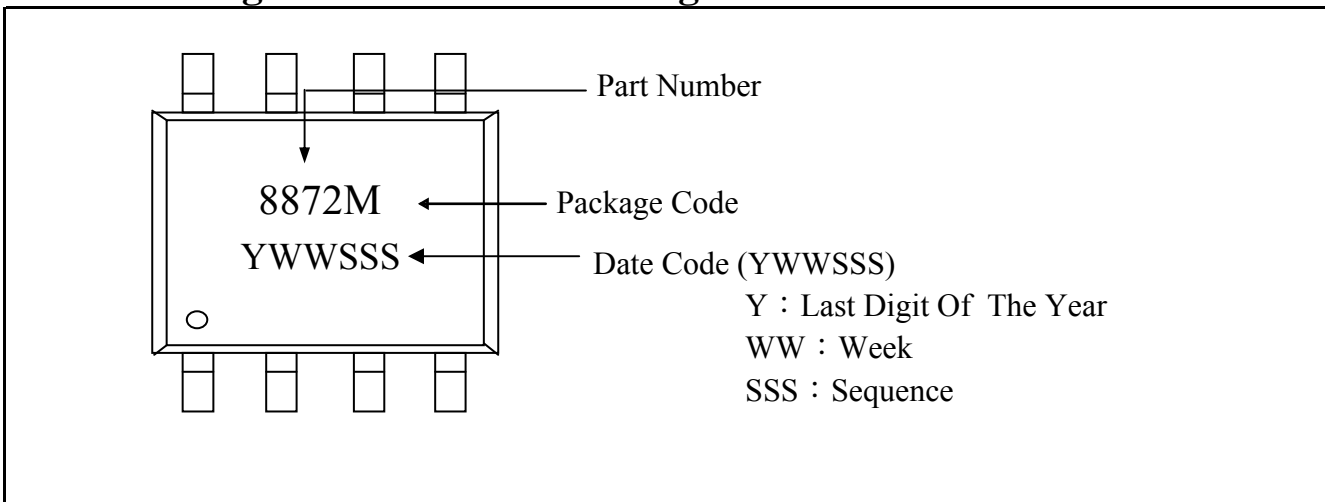 Part Number
8872M
Package Code
YWWSSS
Date Code (YWWSSS)
Y：Last Digit Of The Year
WW：Week
SSS：Sequence